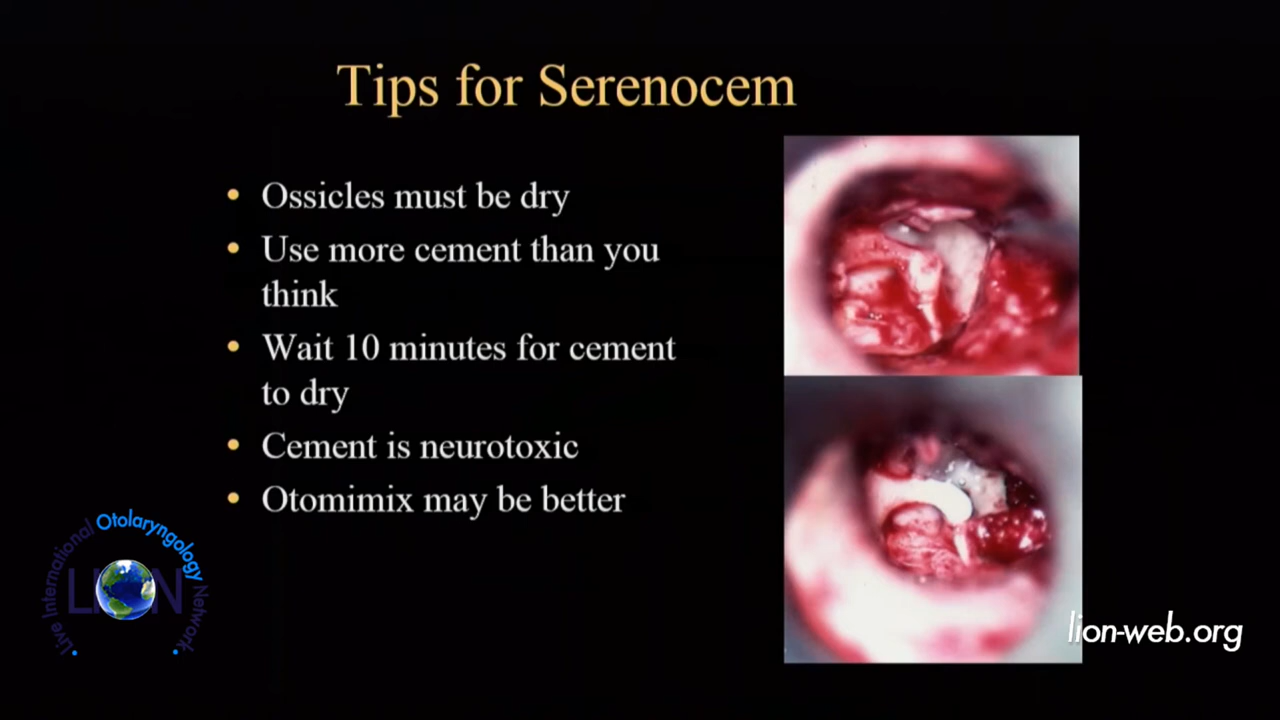 Tips for Serenocem
• Ossicles must be dry
• Use more cement than you
think
• Wait 10 minutes for cement
to dry
• Cement is neurotoxic
• Otomimix may be better
• Live International Otolaryngology Network •
LION
lion-web.org